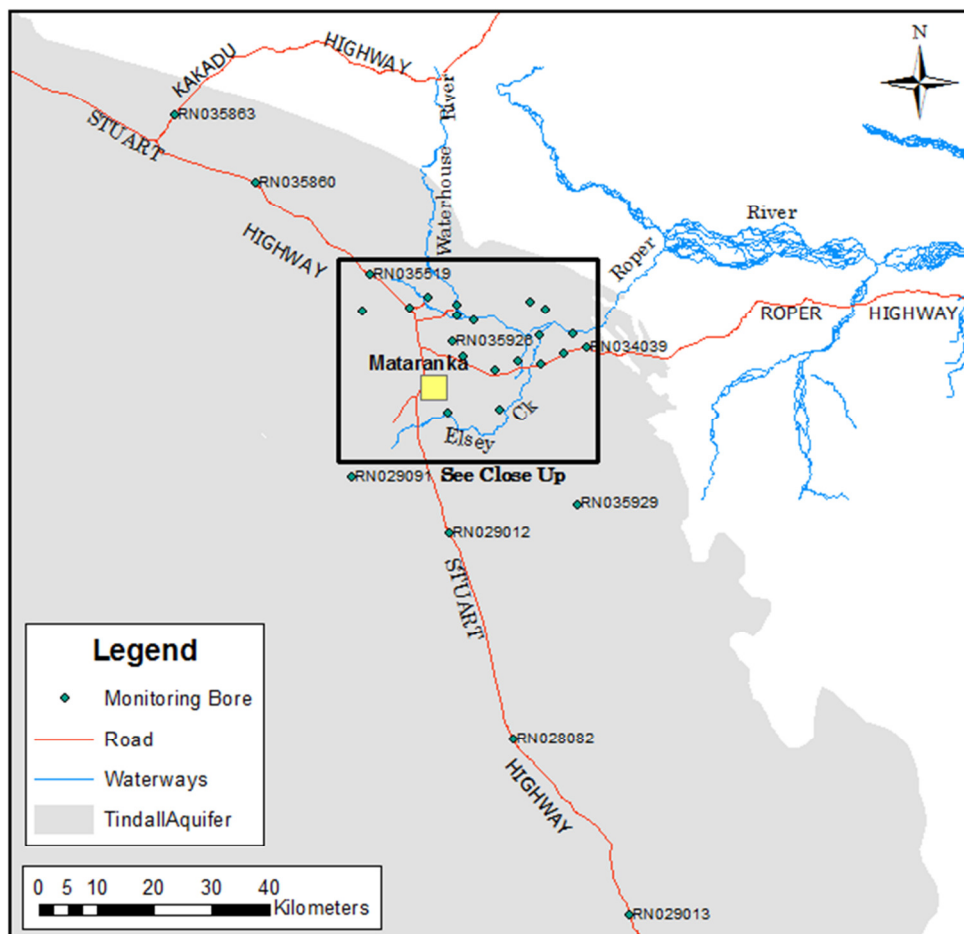 N
KAKADU
HIGHWAY
RN035863
STUART
Waterhouse River
RN035860
River
HIGHWAY
Roper
RN035519
ROPER HIGHWAY
RN035926
RN034039
Mataranka
Elsey Ck
RN029091
See Close Up
RN035929
RN029012
STUART
Legend
Monitoring Bore
Road
RN028082
Waterways
HIGHWAY
TindallAquifer
0 5 10 20 30 40
Kilometers
RN029013